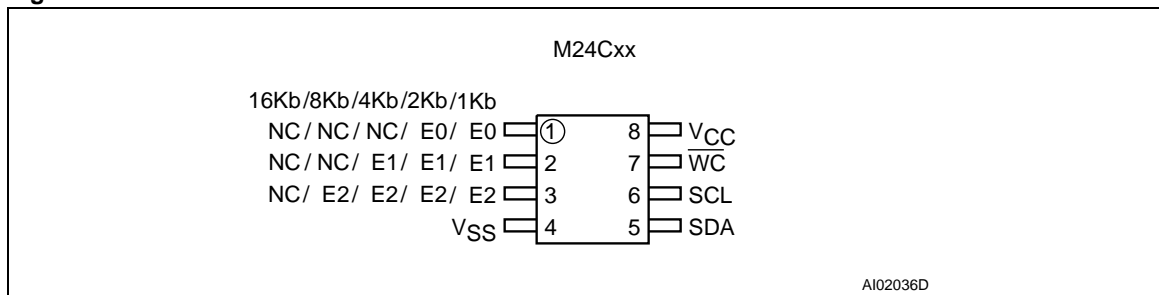 M24Cxx
16Kb/8Kb/4Kb/2Kb/1Kb
NC/ NC/ NC/ E0/ E0 1 8 VCC
NC/ NC/ E1/ E1/ E1 2 7 WC
NC/ E2/ E2/ E2/ E2 3 6 SCL
VSS 4 5 SDA
AI02036D